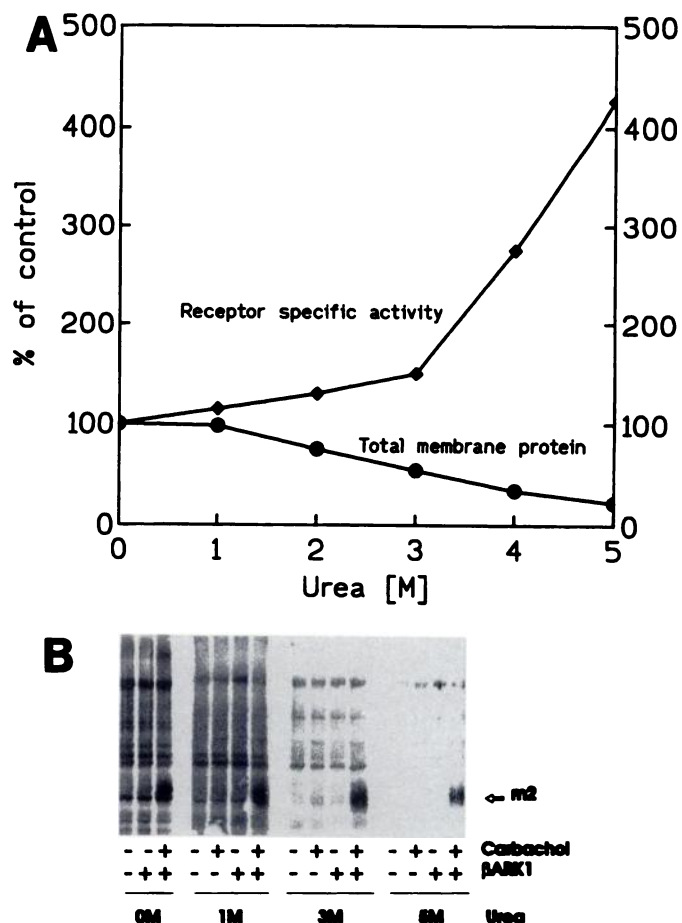 A
500 500
400 400
300 300
Receptor specific activity
200 200
100 100
Total membrane protein
0 0
0 1 2 3 4 5
% of control
Urea [M]
B
m2
- - + - + - + - + - + - + - + Carbachol
- + + - - + + - - + + - - + + βARK1
0M 1M 3M 5M Urea